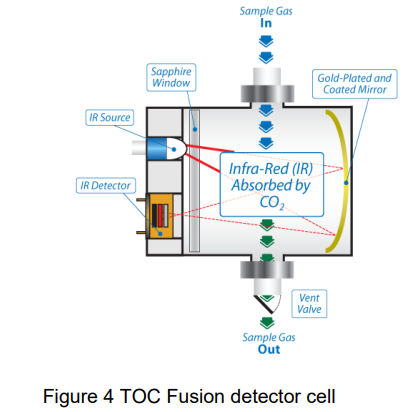 Sample Gas
In
Sapphire
Window
Gold-Plated and
Coated Mirror
IR Source
Infra-Red (IR)
Absorbed by
CO₂
IR Detector
Vent
Valve
Sample Gas
Out
Figure 4 TOC Fusion detector cell